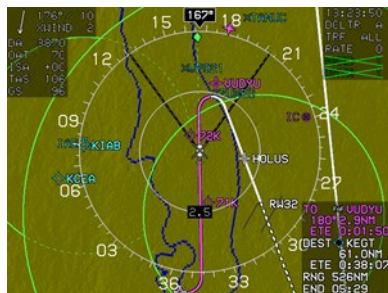 176° 10
XWIND 2
DA 3870
OAT 7C
ISA +0C
TAS 106
GS 96
167°
18
13:23:50
DCLTR A
TRF ALL
RATE 0
15
21
12
24
09
27
06
30
03
33
36
VUDYU
IC
72K
KIAB
HOLUS
KCEA
71K
RW32
2.5
TO VUDYU
180° 2.9NM
ETE 0:01:50
DEST KEGT
61.0NM
ETE 0:38:07
RNG 526NM
END 05:29